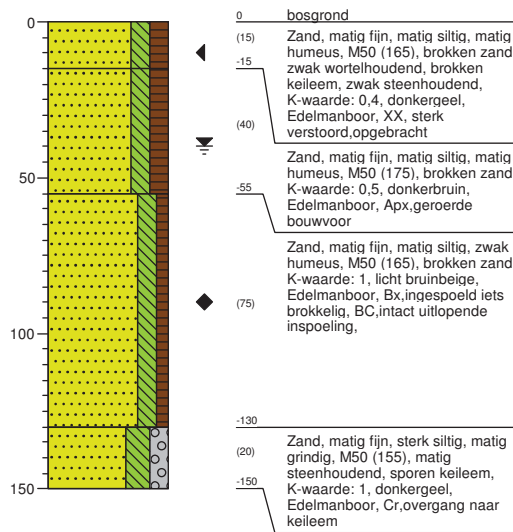 0
50
100
150
0 bosgrond
(15) Zand, matig fijn, matig siltig, matig
humeus, M50 (165), brokken zand
-15 zwak wortelhoudend, brokken
keileem, zwak steenhoudend,
K-waarde: 0,4, donkergeel,
(40) Edelmanboor, XX, sterk
verstoord,opgebracht
Zand, matig fijn, matig siltig, matig
humeus, M50 (175), brokken zand
-55 K-waarde: 0,5, donkerbruin,
Edelmanboor, Apx,geroerde
bouwvoor
Zand, matig fijn, matig siltig, zwak
humeus, M50 (165), brokken zand
K-waarde: 1, licht bruinbeige,
Edelmanboor, Bx,ingespoeld iets
(75) brokkelig, BC,intact uitlopende
inspoeling,
-130
Zand, matig fijn, sterk siltig, matig
(20) grindig, M50 (155), matig
steenhoudend, sporen keileem,
-150 K-waarde: 1, donkergeel,
Edelmanboor, Cr,overgang naar
keileem